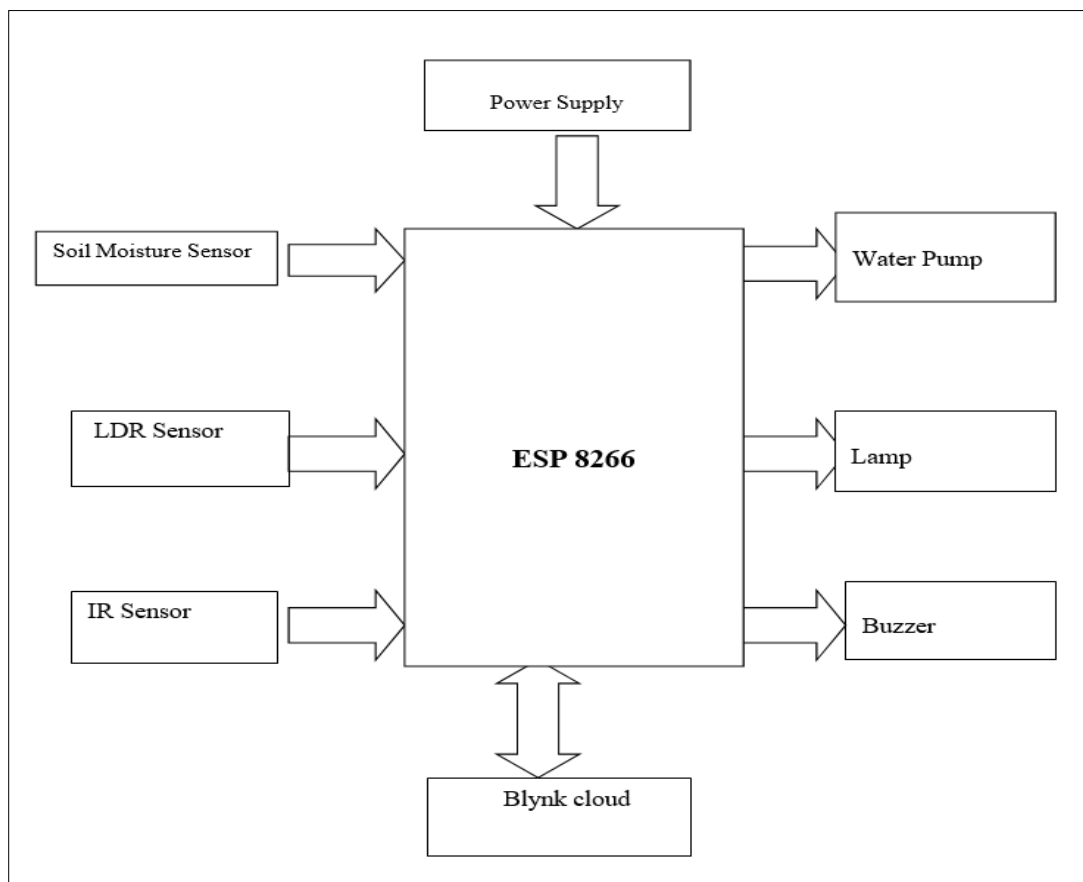 Power Supply
Soil Moisture Sensor
Water Pump
LDR Sensor
ESP 8266
Lamp
IR Sensor
Buzzer
Blynk cloud